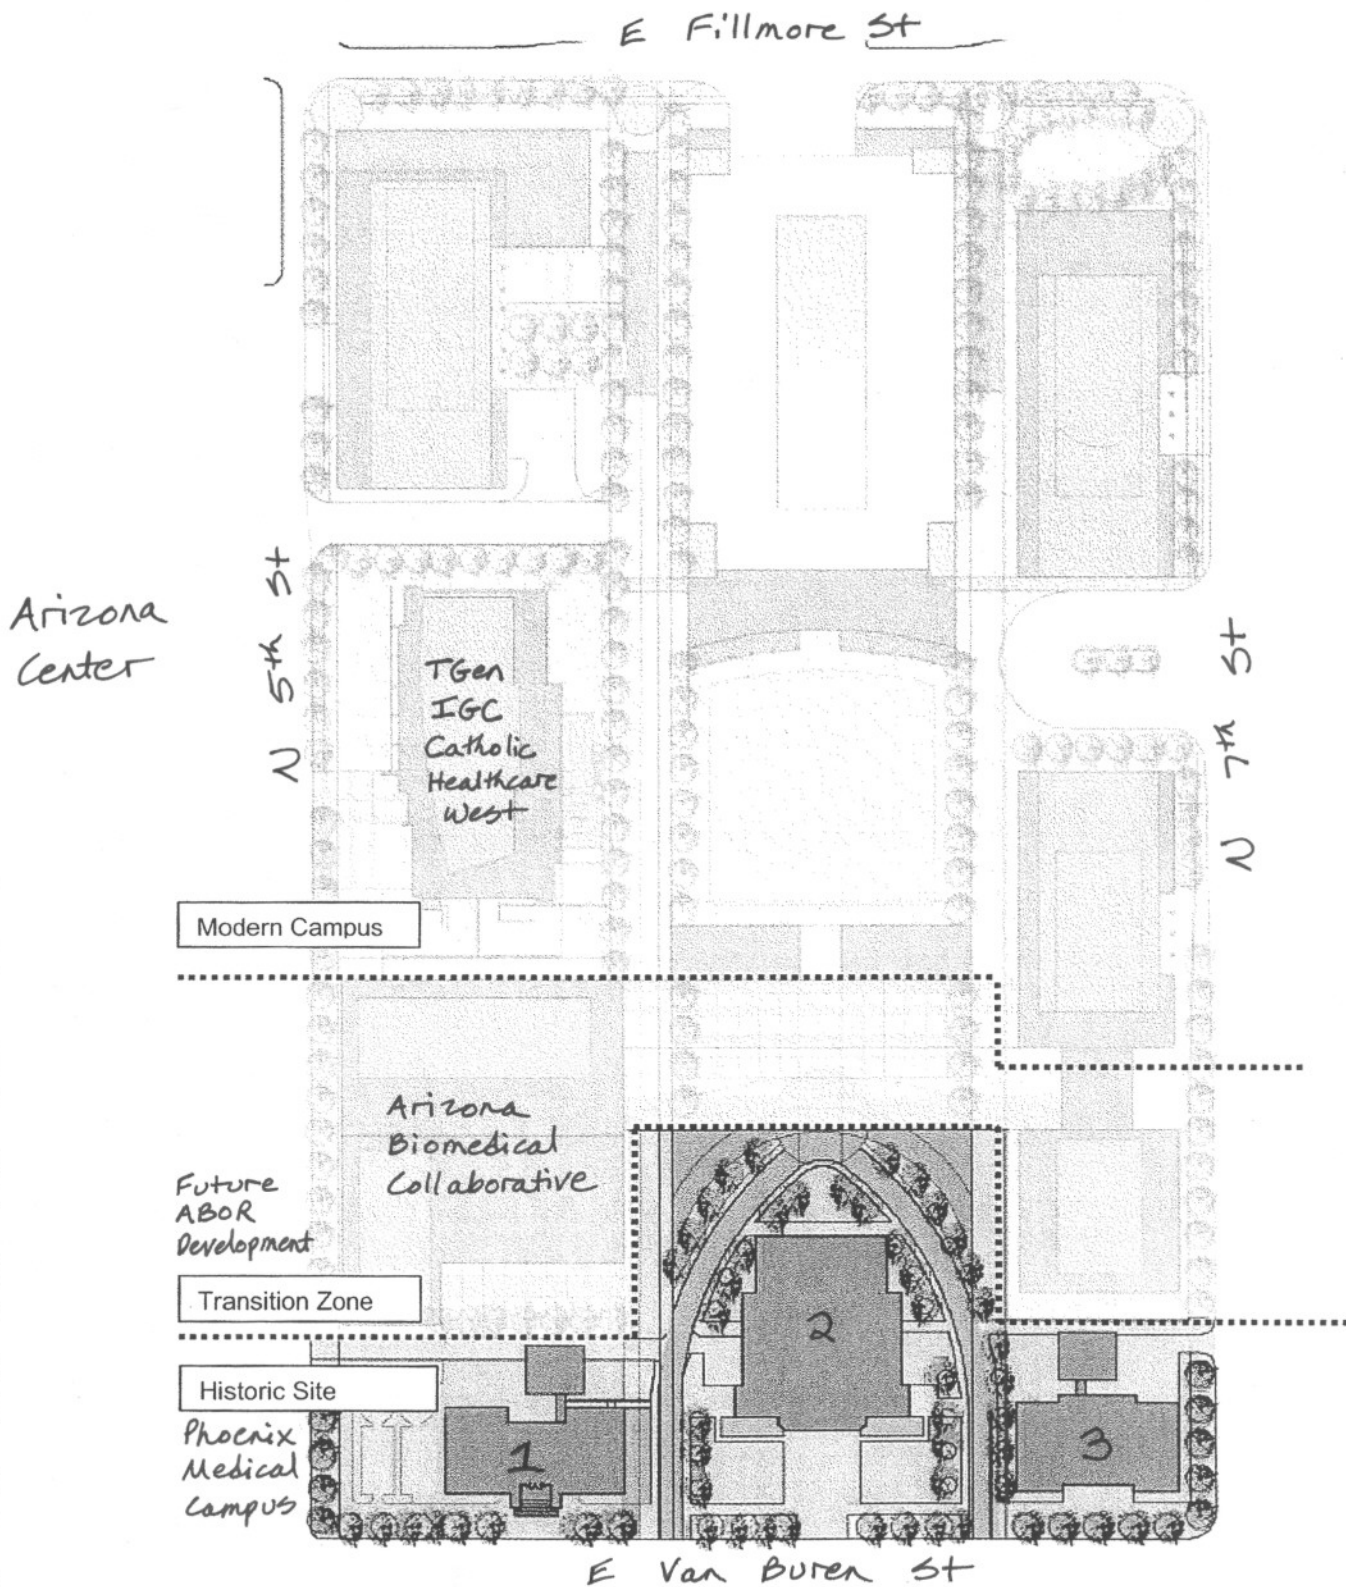 E Fillmore St
Arizona
Center
N 5th St
TGen
IGC
Catholic
Healthcare
West
N 7th St
Modern Campus
Arizona
Biomedical
Collaborative
Future
ABOR
Development
Transition Zone
Historic Site
Phoenix
Medical
Campus
1
2
3
E Van Buren St